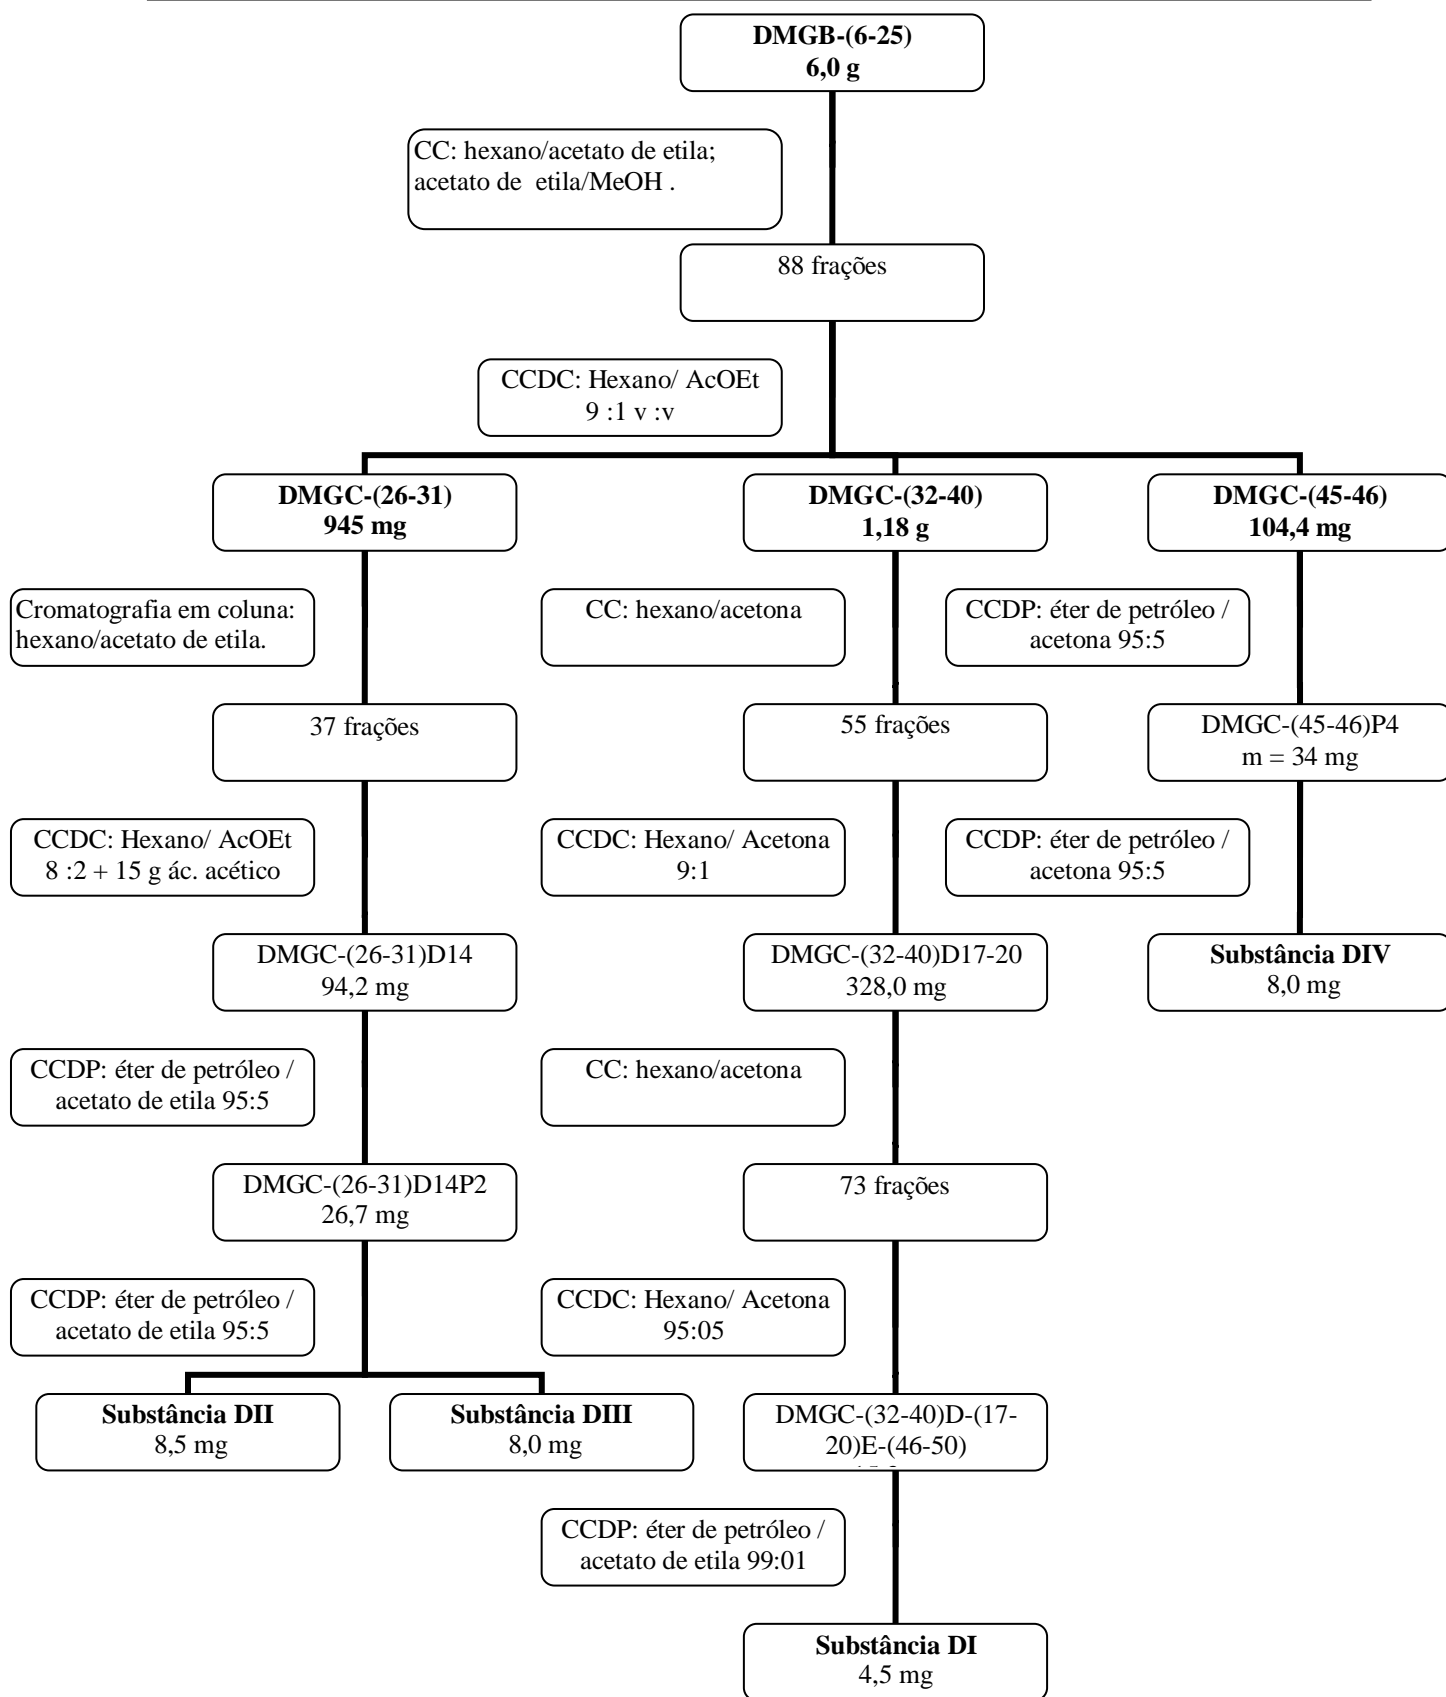 DMGB-(6-25)
6,0 g
CC: hexano/acetato de etila;
acetato de etila/MeOH .
88 frações
CCDC: Hexano/ AcOEt
9 :1 v :v
DMGC-(26-31)
945 mg
DMGC-(32-40)
1,18 g
DMGC-(45-46)
104,4 mg
Cromatografia em coluna:
hexano/acetato de etila.
CC: hexano/acetona
CCDP: éter de petróleo /
acetona 95:5
37 frações
55 frações
DMGC-(45-46)P4
m = 34 mg
CCDC: Hexano/ AcOEt
8 :2 + 15 g ác. acético
CCDC: Hexano/ Acetona
9:1
CCDP: éter de petróleo /
acetona 95:5
DMGC-(26-31)D14
94,2 mg
DMGC-(32-40)D17-20
328,0 mg
Substância DIV
8,0 mg
CCDP: éter de petróleo /
acetato de etila 95:5
CC: hexano/acetona
DMGC-(26-31)D14P2
26,7 mg
73 frações
CCDP: éter de petróleo /
acetato de etila 95:5
CCDC: Hexano/ Acetona
95:05
Substância DII
8,5 mg
Substância DIII
8,0 mg
DMGC-(32-40)D-(17-
20)E-(46-50)
CCDP: éter de petróleo /
acetato de etila 99:01
Substância DI
4,5 mg